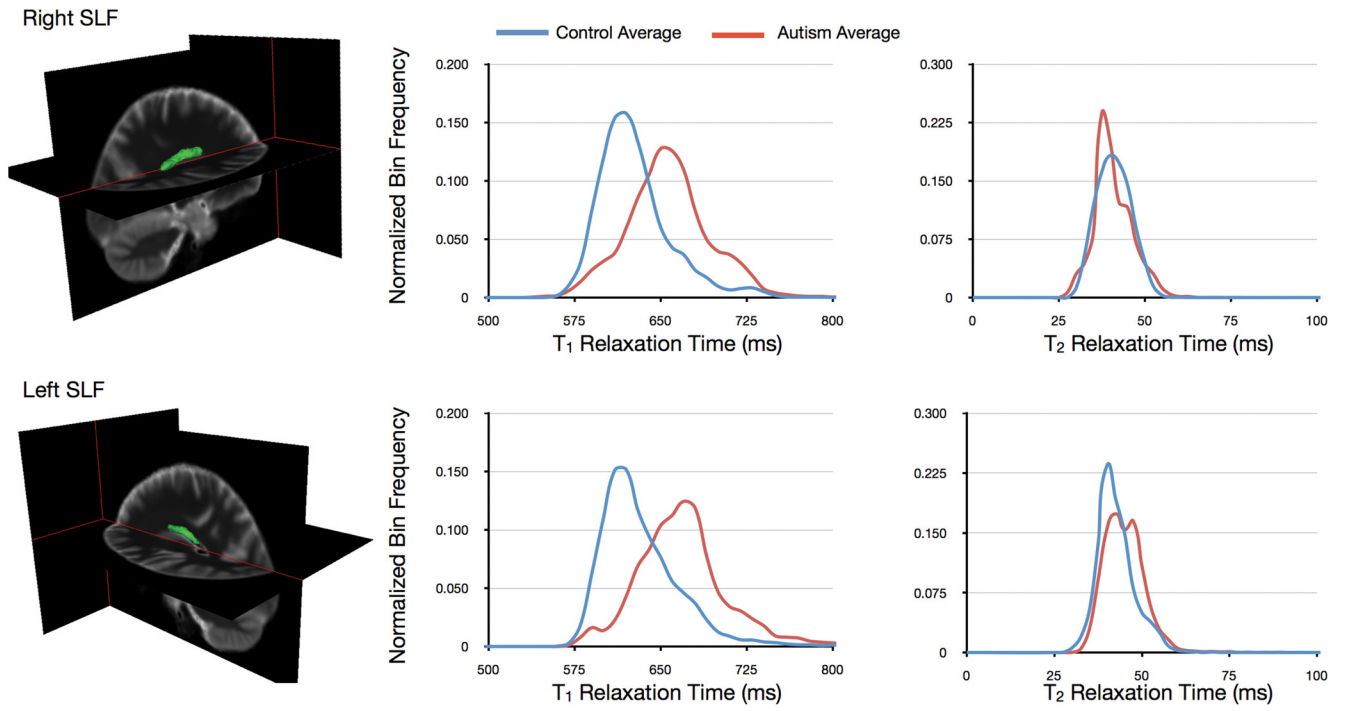 Right SLF
Control Average
Autism Average
Normalized Bin Frequency
0.200
0.150
0.100
0.050
0
500 575 650 725 800
T₁ Relaxation Time (ms)
0.300
0.225
0.150
0.075
0
0 25 50 75 100
T₂ Relaxation Time (ms)
Left SLF
Normalized Bin Frequency
0.200
0.150
0.100
0.050
0
500 575 650 725 800
T₁ Relaxation Time (ms)
0.300
0.225
0.150
0.075
0
0 25 50 75 100
T₂ Relaxation Time (ms)